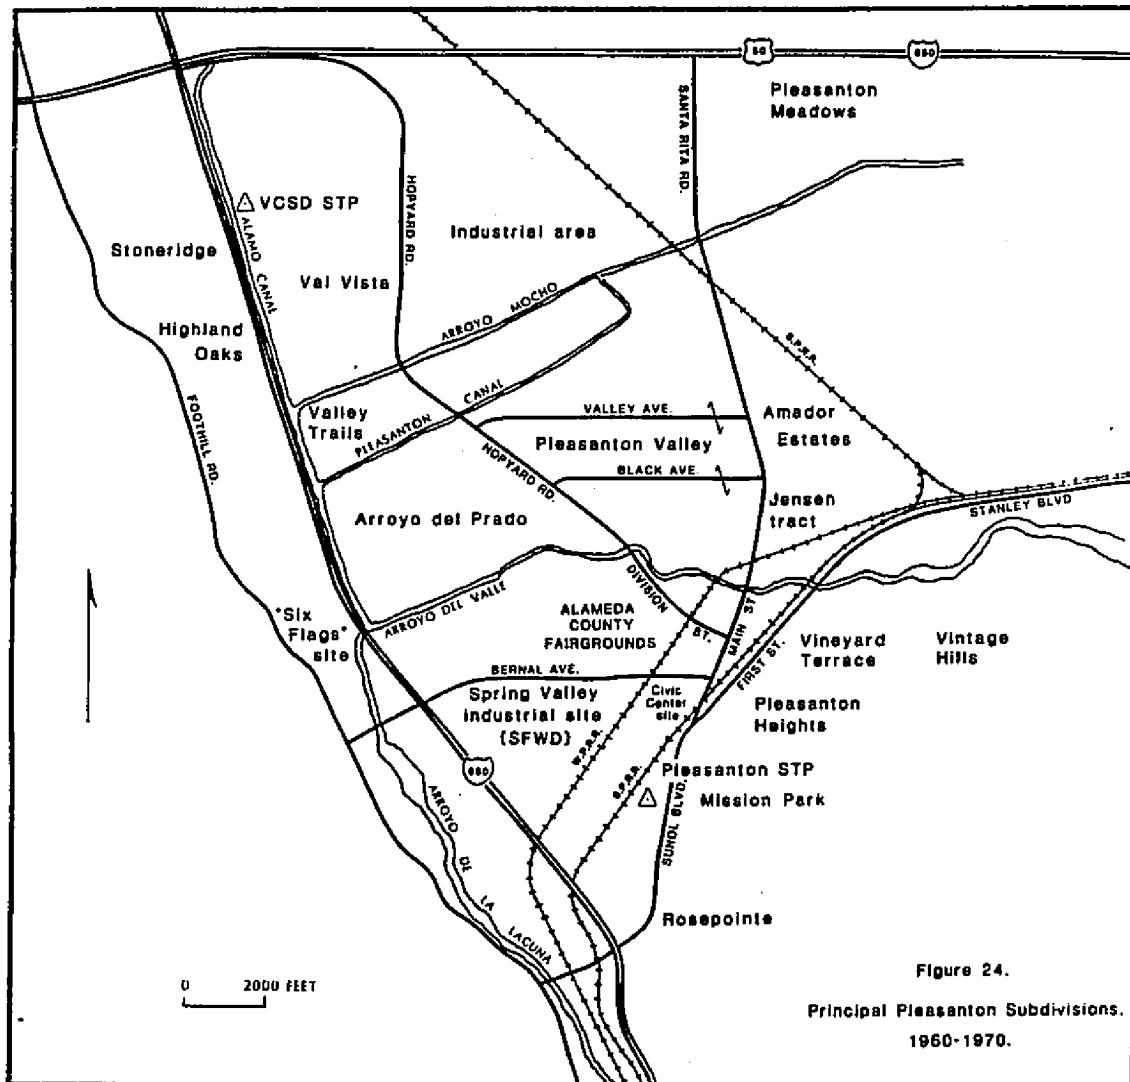 50
680
Pleasanton
Meadows
SANTA RITA RD.
HOPYARD RD.
VCSD STP
ALAMO CANAL
Stoneridge
Industrial area
Val Vista
ARROYO MOCHO
Highland
Oaks
S.P.R.R.
FOOTHILL RD.
Valley
Trails
PLEASANTON CANAL
VALLEY AVE.
Amador
Estates
Pleasanton Valley
HOPYARD RD.
BLACK AVE.
Jensen
tract
STANLEY BLVD
Arroyo del Prado
DIVISION ST.
ARROYO DEL VALLE
"Six
Flags"
site
ALAMEDA
COUNTY
FAIRGROUNDS
MAIN ST
FIRST ST.
Vineyard
Terrace
Vintage
Hills
BERNAL AVE.
Spring Valley
industrial site
(SFWD)
Civic
Center
site
Pleasanton
Heights
W.P.R.R.
S.P.R.R.
680
Pleasanton STP
Mission Park
SUNOL BLVD.
ARROYO DE LA LAGUNA
Rosepointe
0 2000 FEET
Figure 24.
Principal Pleasanton Subdivisions.
1960-1970.